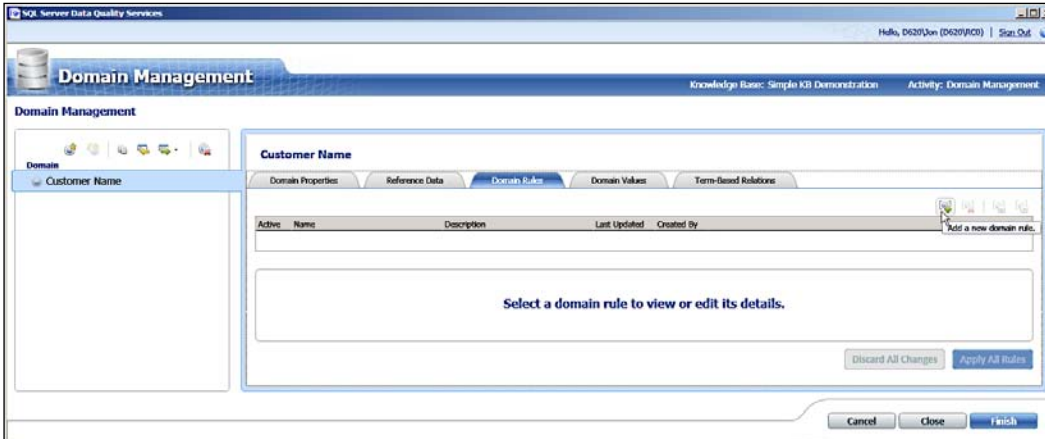 SQL Server Data Quality Services
Hello, D620\Jon (D620\RC0) | Sign Out
Domain Management
Knowledge Base: Simple KB Demonstration Activity: Domain Management
Domain Management
Domain
Customer Name
Customer Name
Domain Properties Reference Data Domain Rules Domain Values Term-Based Relations
Add a new domain rule.
Active Name Description Last Updated Created By
Select a domain rule to view or edit its details.
Discard All Changes Apply All Rules
Cancel Close Finish